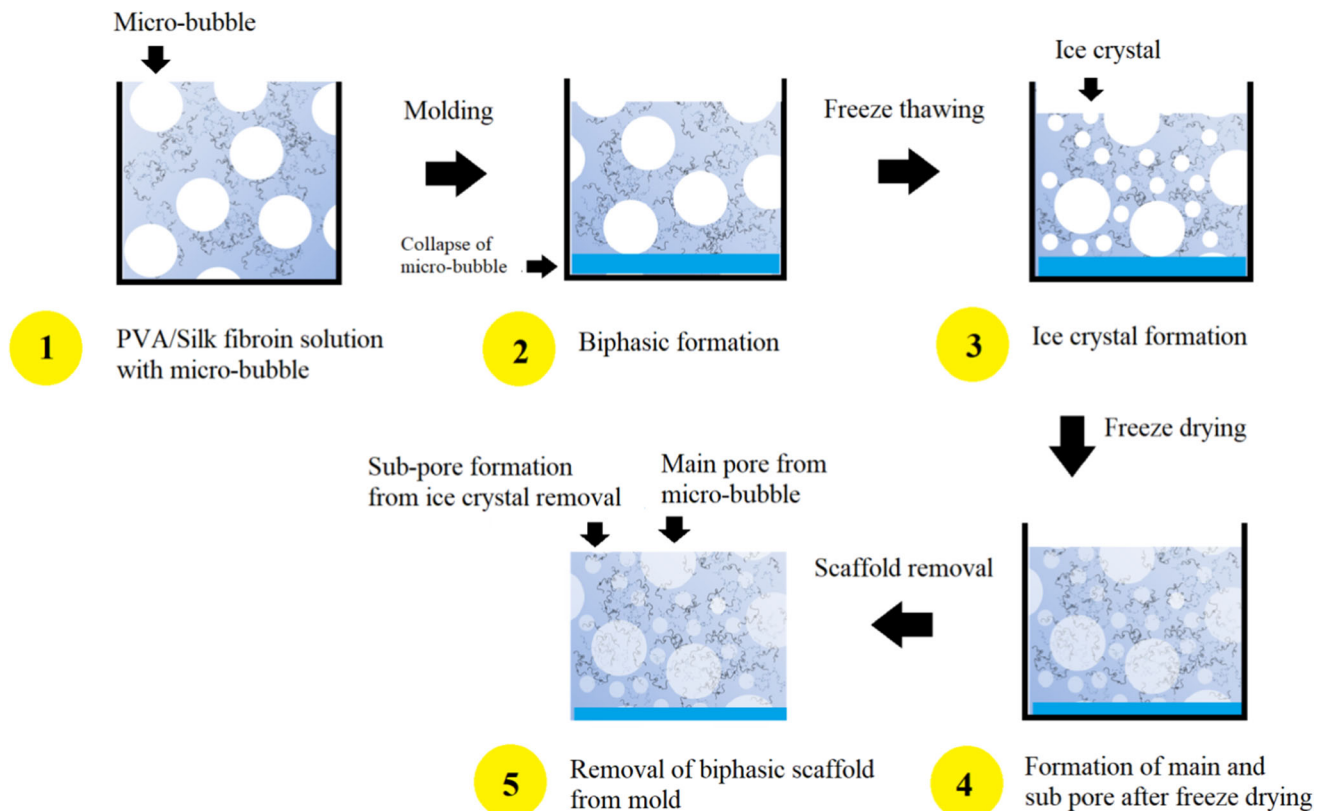 Micro-bubble
Molding
Collapse of
micro-bubble
Freeze thawing
Ice crystal
1
PVA/Silk fibroin solution
with micro-bubble
2
Biphasic formation
3
Ice crystal formation
Freeze drying
Sub-pore formation
from ice crystal removal
Main pore from
micro-bubble
Scaffold removal
5
Removal of biphasic scaffold
from mold
4
Formation of main and
sub pore after freeze drying